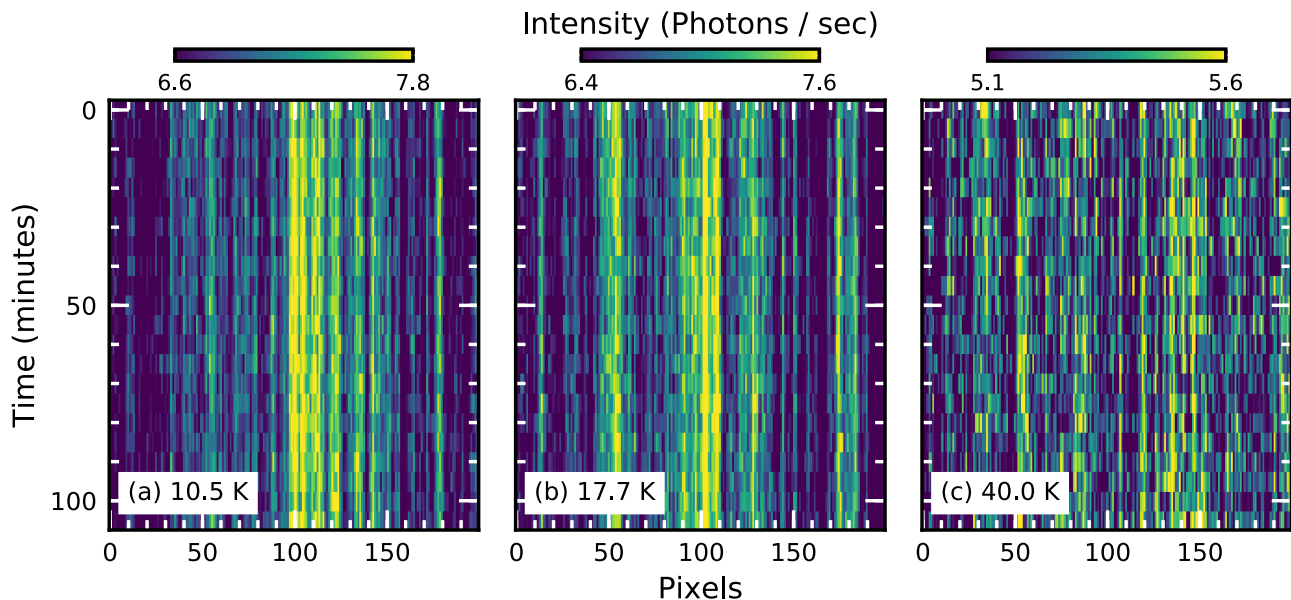 Intensity (Photons / sec)
6.6 7.8 6.4 7.6 5.1 5.6
0
50
100
Time (minutes)
(a) 10.5 K (b) 17.7 K (c) 40.0 K
0 50 100 150 0 50 100 150 0 50 100 150
Pixels